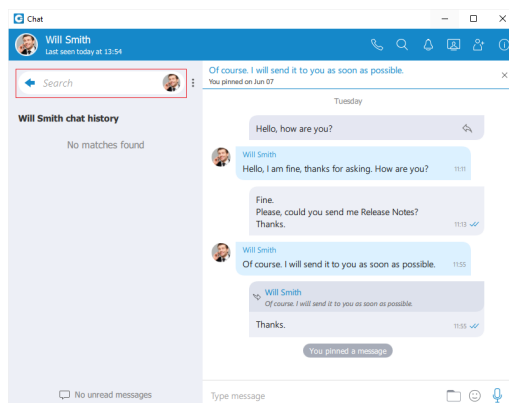 Chat
Will Smith
Last seen today at 13:54
Search
Will Smith chat history
No matches found
No unread messages
Of course. I will send it to you as soon as possible.
You pinned on Jun 07
Tuesday
Hello, how are you?
Will Smith
Hello, I am fine, thanks for asking. How are you?
11:11
Fine.
Please, could you send me Release Notes?
Thanks.
11:13
Will Smith
Of course. I will send it to you as soon as possible.
11:55
Will Smith
Of course. I will send it to you as soon as possible.
Thanks.
11:55
You pinned a message
Type message